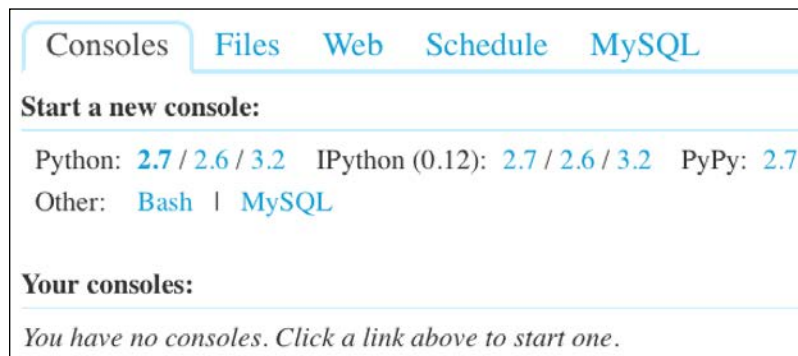 Consoles Files Web Schedule MySQL
Start a new console:
Python: 2.7 / 2.6 / 3.2 IPython (0.12): 2.7 / 2.6 / 3.2 PyPy: 2.7
Other: Bash | MySQL
Your consoles:
You have no consoles. Click a link above to start one.